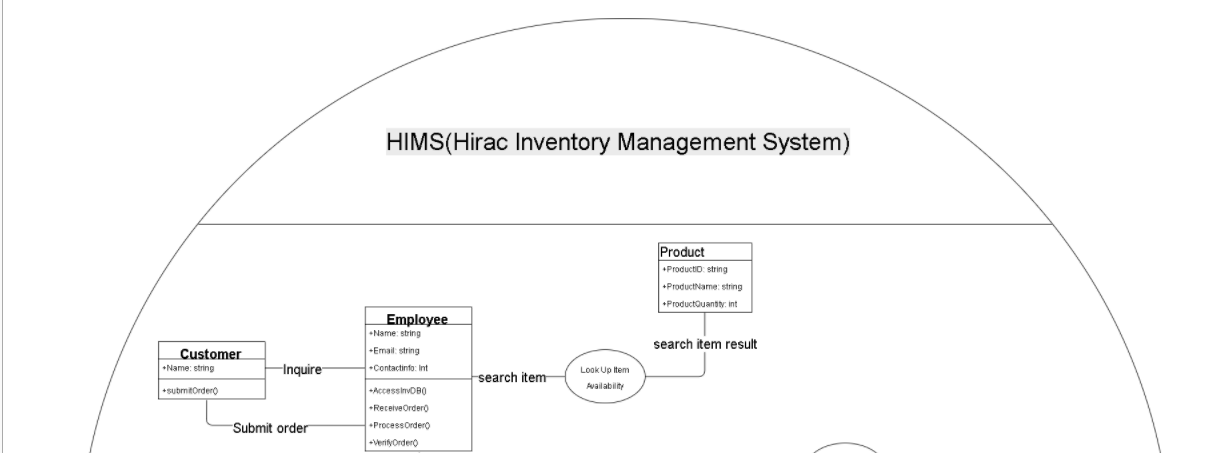 HIMS(Hirac Inventory Management System)
Product
+ProductID: string
+ProductName: string
+ProductQuantity: int
Employee
+Name: string
+Email: string
+Contactinfo: Int
+AccessInvDB()
+ReceiveOrder()
+ProcessOrder()
+VerifyOrder()
Customer
+Name: string
+submitOrder()
Inquire
Submit order
search item
Look Up Item
Availability
search item result